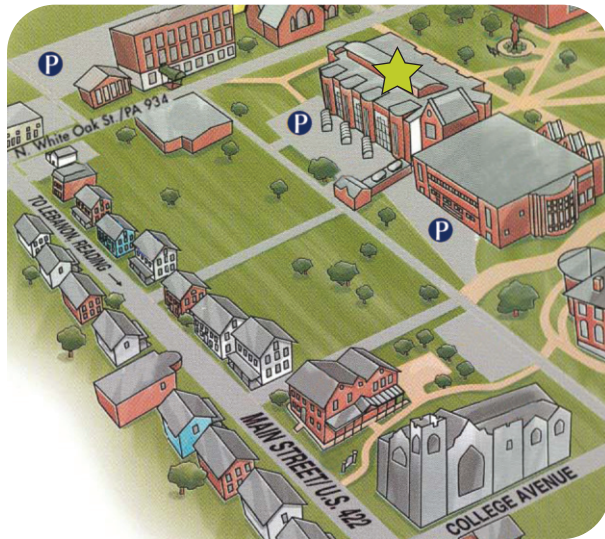 P
N. White Oak St./PA 934
P
TO LEBANON, READING →
P
MAIN STREET/ U.S. 422
COLLEGE AVENUE